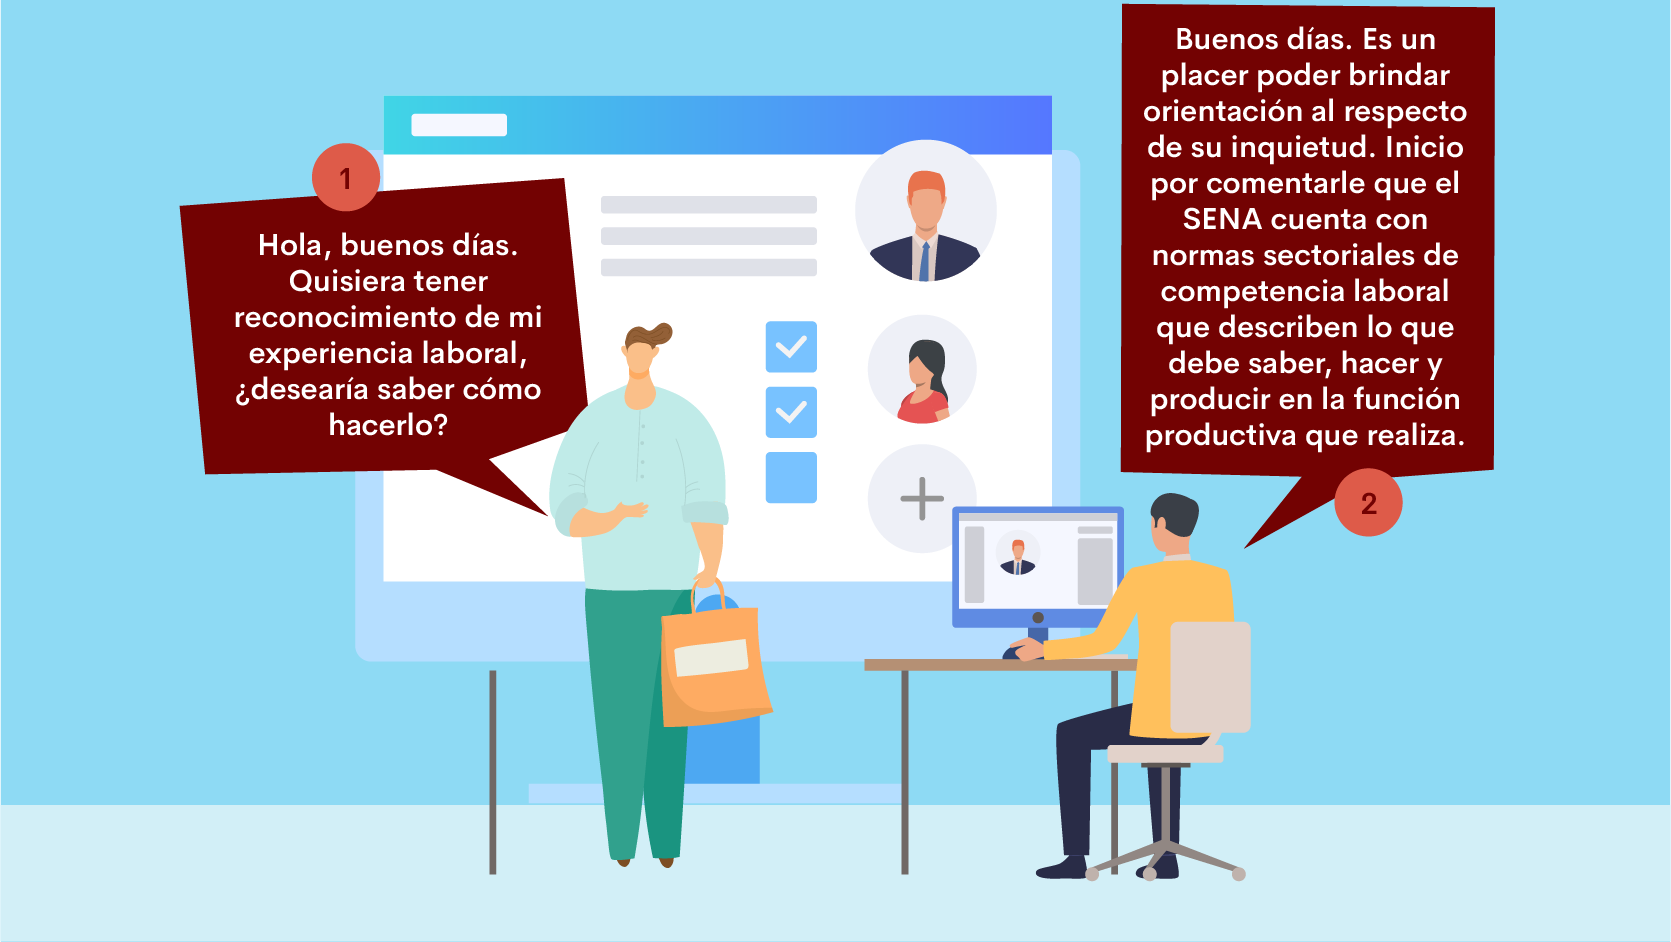 1
Hola, buenos días.
Quisiera tener
reconocimiento de mi
experiencia laboral,
¿desearía saber cómo
hacerlo?
Buenos días. Es un
placer poder brindar
orientación al respecto
de su inquietud. Inicio
por comentarle que el
SENA cuenta con
normas sectoriales de
competencia laboral
que describen lo que
debe saber, hacer y
producir en la función
productiva que realiza.
2